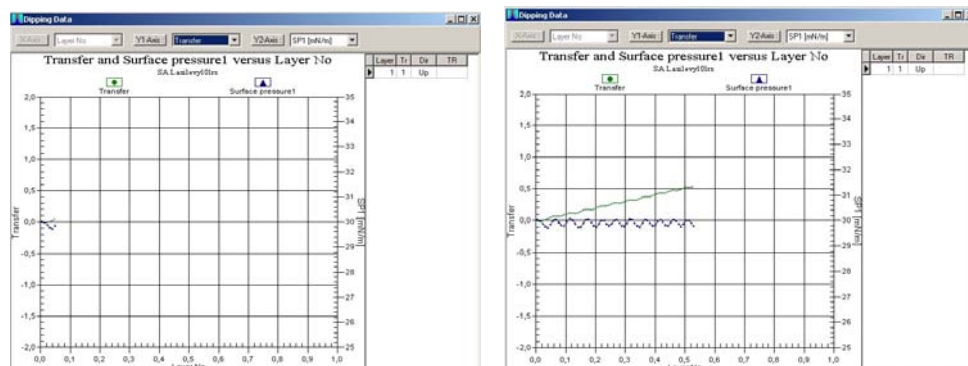 Dipping Data
X-Axis: Layer No Y1-Axis: Transfer Y2-Axis: SP1 [mN/m]
Transfer and Surface pressure1 versus Layer No
Transfer Surface pressure1
Layer Tr Dir TR
1 1 Up
2,0 35
34
1,5
33
1,0
32
0,5
31
0,0 30
29
-0,5
28
-1,0
27
-1,5
26
-2,0 25
Transfer
SP1 [mN/m]
0,0 0,1 0,2 0,3 0,4 0,5 0,6 0,7 0,8 0,9 1,0
Layer No
Dipping Data
X-Axis: Layer No Y1-Axis: Transfer Y2-Axis: SP1 [mN/m]
Transfer and Surface pressure1 versus Layer No
Transfer Surface pressure1
Layer Tr Dir TR
1 1 Up
2,0 35
34
1,5
33
1,0
32
0,5
31
0,0 30
29
-0,5
28
-1,0
27
-1,5
26
-2,0 25
Transfer
SP1 [mN/m]
0,0 0,1 0,2 0,3 0,4 0,5 0,6 0,7 0,8 0,9 1,0
Layer No